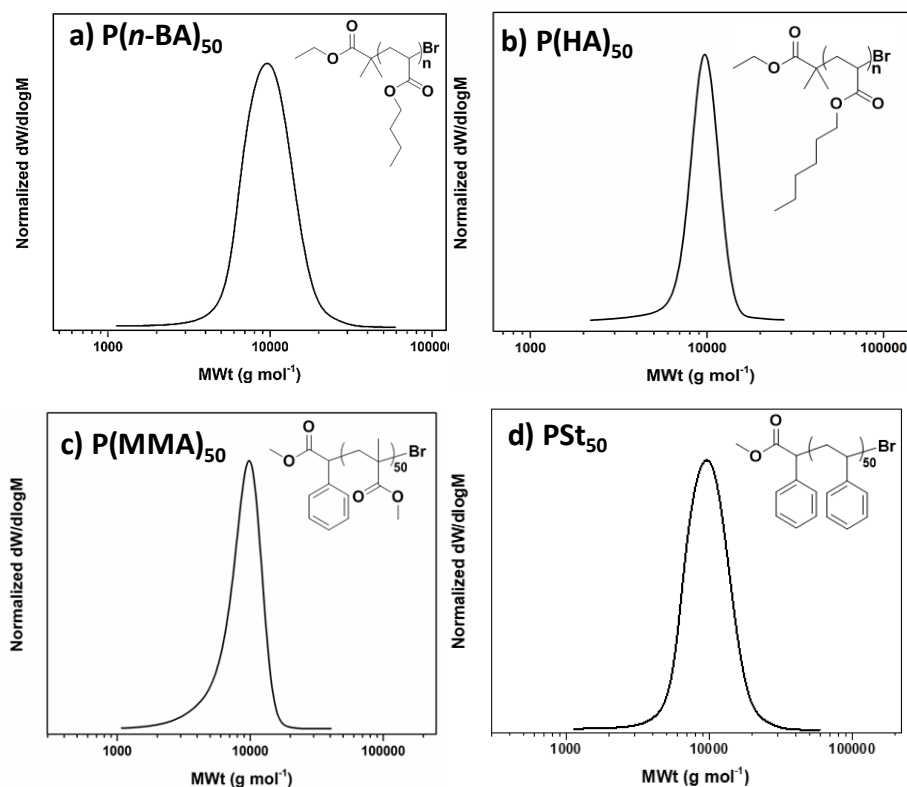 a) P(n-BA)50
O
O
Br
n
O
O
Normalized dW/dlogM
1000
10000
100000
MWt (g mol-1)
b) P(HA)50
O
O
Br
n
O
O
Normalized dW/dlogM
1000
10000
100000
MWt (g mol-1)
c) P(MMA)50
O
O
Br
50
O
O
Normalized dW/dlogM
1000
10000
100000
MWt (g mol-1)
d) PSt50
O
O
Br
50
Normalized dW/dlogM
1000
10000
100000
MWt (g mol-1)